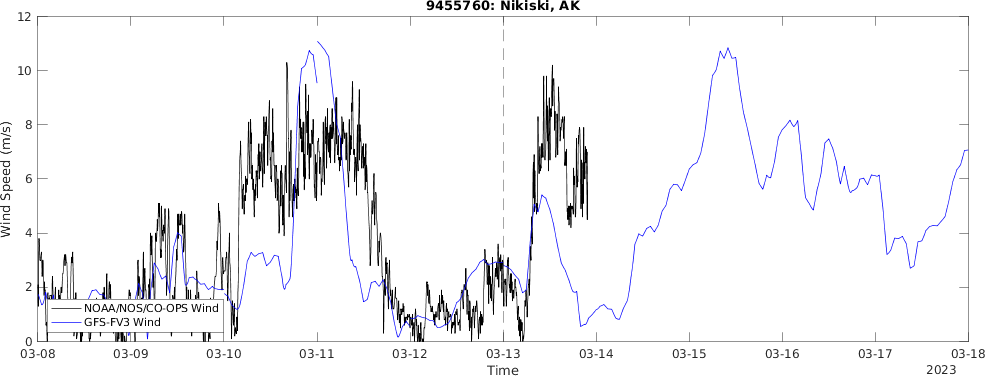 9455760: Nikiski, AK
Wind Speed (m/s)
12
10
8
6
4
2
0
NOAA/NOS/CO-OPS Wind
GFS-FV3 Wind
03-08 03-09 03-10 03-11 03-12 03-13 03-14 03-15 03-16 03-17 03-18
Time
2023